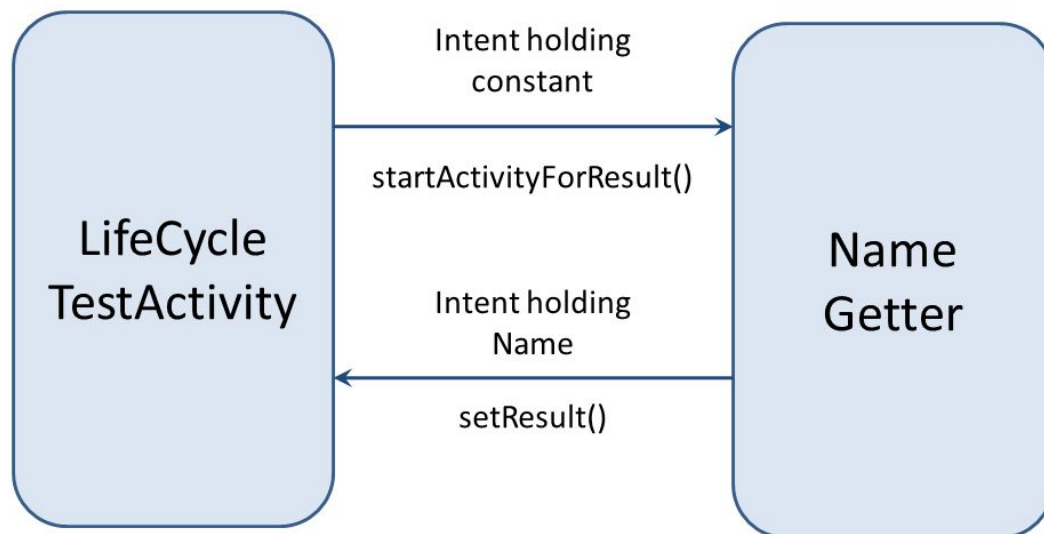 LifeCycle
TestActivity
Intent holding
constant
startActivityForResult()
Intent holding
Name
setResult()
Name
Getter